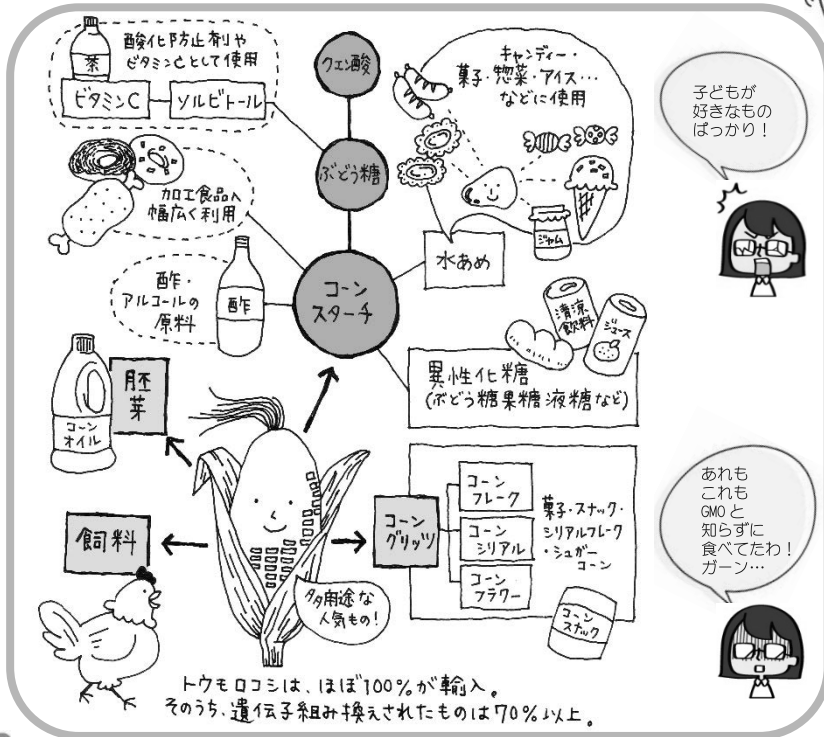 酸化防止剤や
ビタミンCとして使用
茶
ビタミンC
ソルビトール
クエン酸
キャンディー・
菓子・惣菜・アイス…
などに使用
子どもが
好きなもの
ばっかり!
ぶどう糖
加工食品へ
幅広く利用
ジャム
水あめ
酢・
アルコールの
原料
酢
コーン
スターチ
清涼
飲料
ジュース
異性化糖
(ぶどう糖果糖液糖など)
胚
芽
コーン
オイル
飼料
コーン
グリッツ
コーン
フレーク
コーン
シリアル
コーン
フラワー
菓子・スナック・
シリアルフレーク
・シュガー
コーン
コーン
スナック
多用途な
人気もの!
あれも
これも
GMOと
知らずに
食べてたわ!
ガーン…
トウモロコシは、ほぼ100%が輸入。
そのうち、遺伝子組み換えされたものは70%以上。